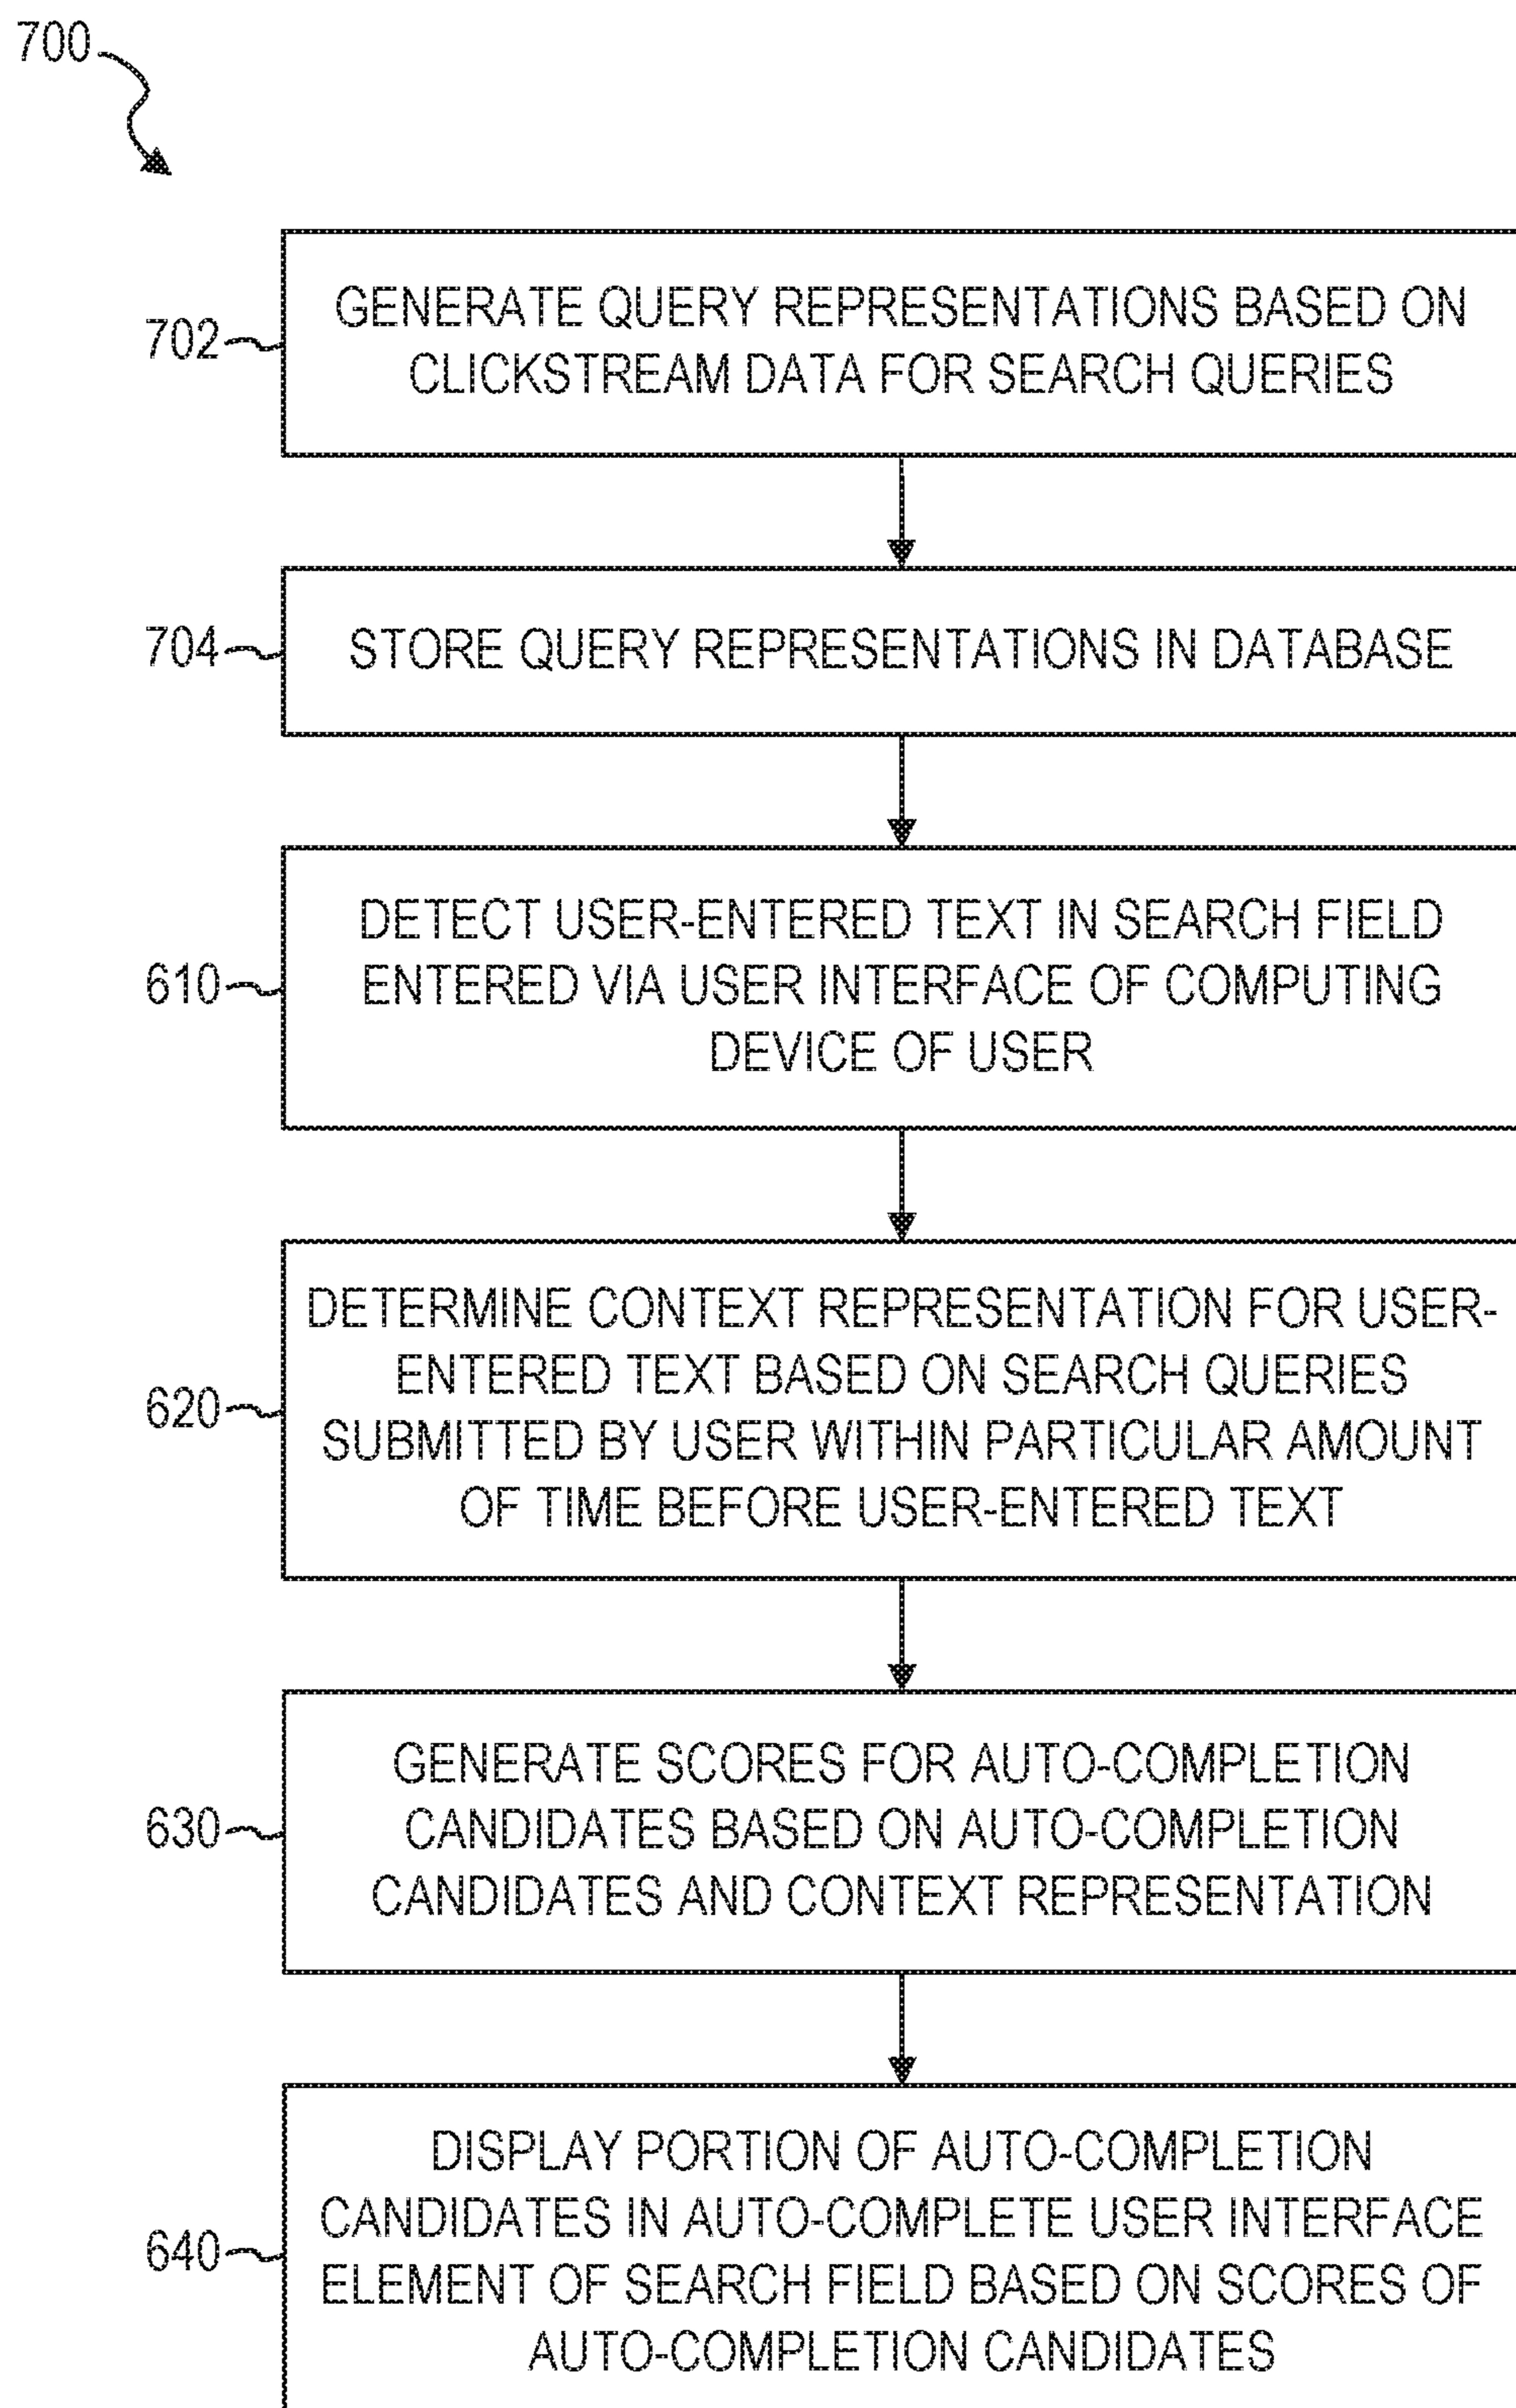 700
702
GENERATE QUERY REPRESENTATIONS BASED ON
CLICKSTREAM DATA FOR SEARCH QUERIES
704
STORE QUERY REPRESENTATIONS IN DATABASE
610
DETECT USER-ENTERED TEXT IN SEARCH FIELD
ENTERED VIA USER INTERFACE OF COMPUTING
DEVICE OF USER
620
DETERMINE CONTEXT REPRESENTATION FOR USER-
ENTERED TEXT BASED ON SEARCH QUERIES
SUBMITTED BY USER WITHIN PARTICULAR AMOUNT
OF TIME BEFORE USER-ENTERED TEXT
630
GENERATE SCORES FOR AUTO-COMPLETION
CANDIDATES BASED ON AUTO-COMPLETION
CANDIDATES AND CONTEXT REPRESENTATION
640
DISPLAY PORTION OF AUTO-COMPLETION
CANDIDATES IN AUTO-COMPLETE USER INTERFACE
ELEMENT OF SEARCH FIELD BASED ON SCORES OF
AUTO-COMPLETION CANDIDATES